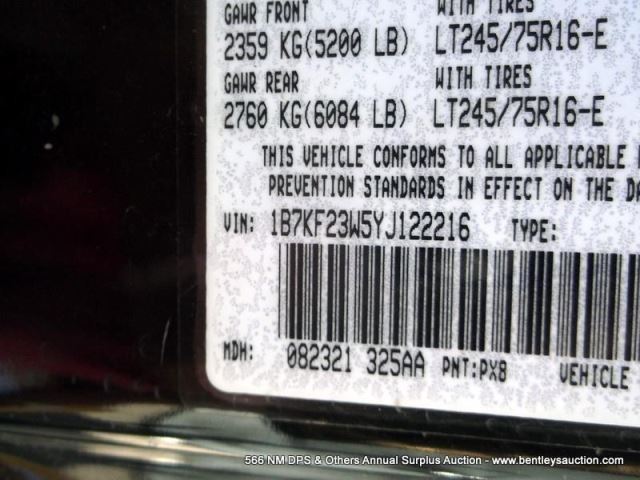 GAWR FRONT WITH TIRES
2359 KG(5200 LB) LT245/75R16-E
GAWR REAR WITH TIRES
2760 KG(6084 LB) LT245/75R16-E
THIS VEHICLE CONFORMS TO ALL APPLICABLE
PREVENTION STANDARDS IN EFFECT ON THE
VIN: 1B7KF23W5YJ122216 TYPE:
MDH: 082321 325AA PNT:PX8 VEHICLE
566 NM DPS & Others Annual Surplus Auction - www.bentleysauction.com